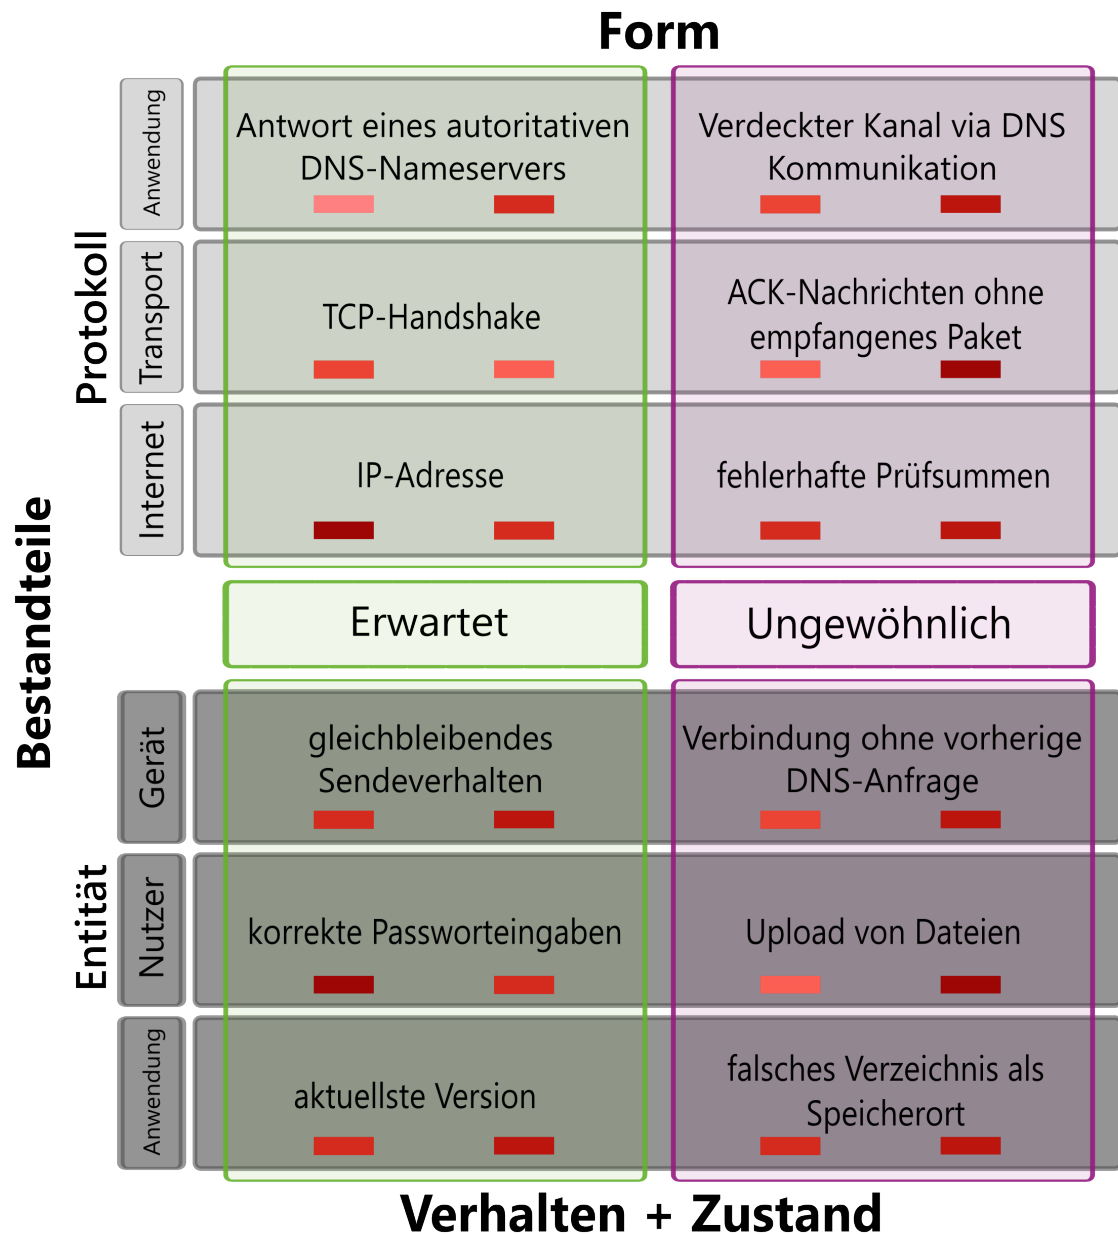 Form
Bestandteile
Protokoll
Anwendung
Antwort eines autoritativen
DNS-Nameservers
Verdeckter Kanal via DNS
Kommunikation
Transport
TCP-Handshake
ACK-Nachrichten ohne
empfangenes Paket
Internet
IP-Adresse
fehlerhafte Prüfsummen
Erwartet
Ungewöhnlich
Entität
Gerät
gleichbleibendes
Sendeverhalten
Verbindung ohne vorherige
DNS-Anfrage
Nutzer
korrekte Passworteingaben
Upload von Dateien
Anwendung
aktuellste Version
falsches Verzeichnis als
Speicherort
Verhalten + Zustand